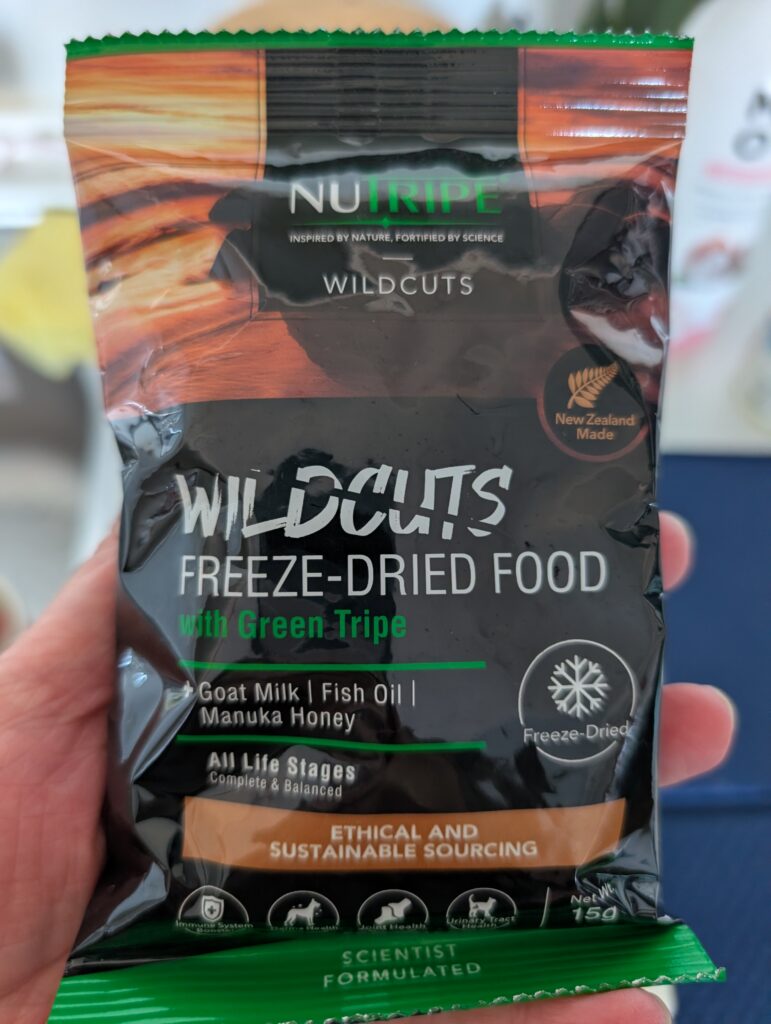 NUTRIPE
INSPIRED BY NATURE, FORTIFIED BY SCIENCE
WILDCUTS
New Zealand
Made
WILDCUTS
FREEZE-DRIED FOOD
with Green Tripe
+Goat Milk | Fish Oil |
Manuka Honey
Freeze-Dried
All Life Stages
Complete & Balanced
ETHICAL AND
SUSTAINABLE SOURCING
Immune System
Joint Health
Urinary Tract
Health
Net Wt.
15g
SCIENTIST
FORMULATED